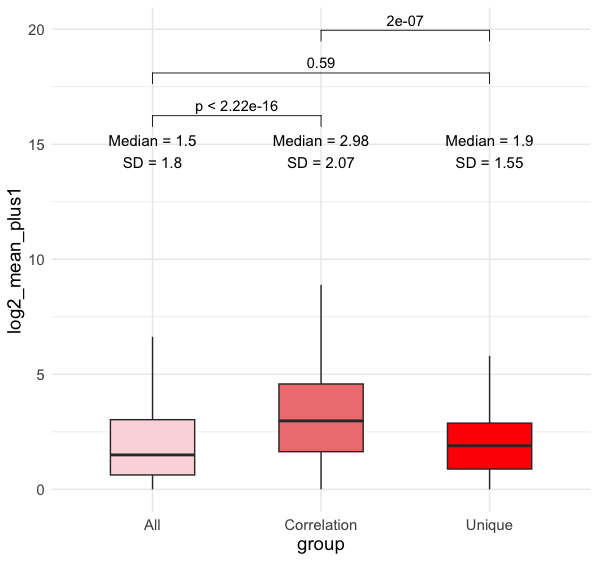 20
2e-07
0.59
p < 2.22e-16
15
Median = 1.5 Median = 2.98 Median = 1.9
SD = 1.8 SD = 2.07 SD = 1.55
log2_mean_plus1
10
5
0
All Correlation Unique
group